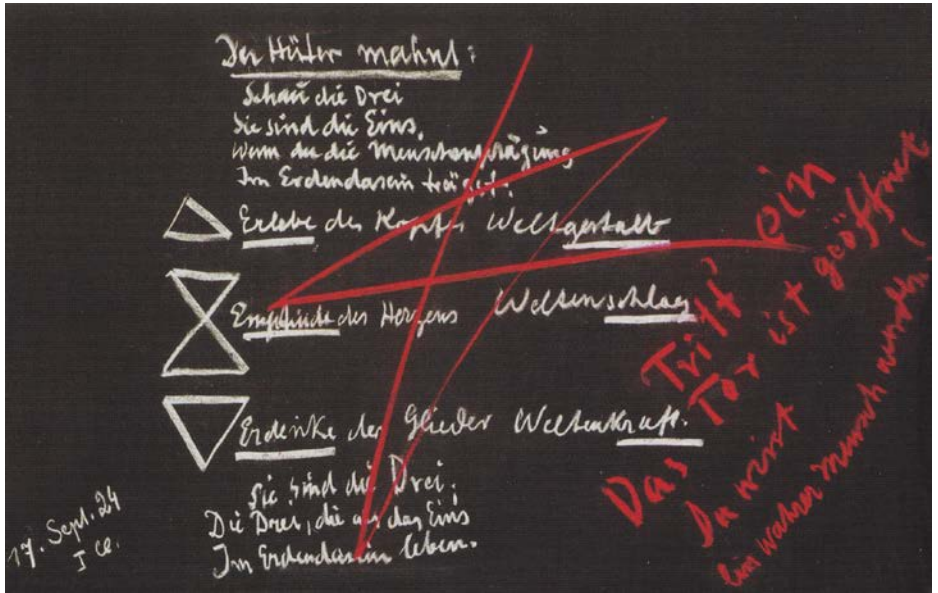 Der Hüter mahnt:
Schau die Drei
Sie sind die Eins,
Wenn du die Menschenprägung
Im Erdendasein trägst.
Erlebe des Kopfes Weltgestalt
Empfinde des Herzens Weltenschlag
Erdenke der Glieder Weltenkraft.
Sie sind die Drei,
Die Drei, die als das Eins
Im Erdendasein leben.
17. Sept. 24
Tritt ein
Das Tor ist geöffnet
Du wirst
Ein wahrer Mensch werden!